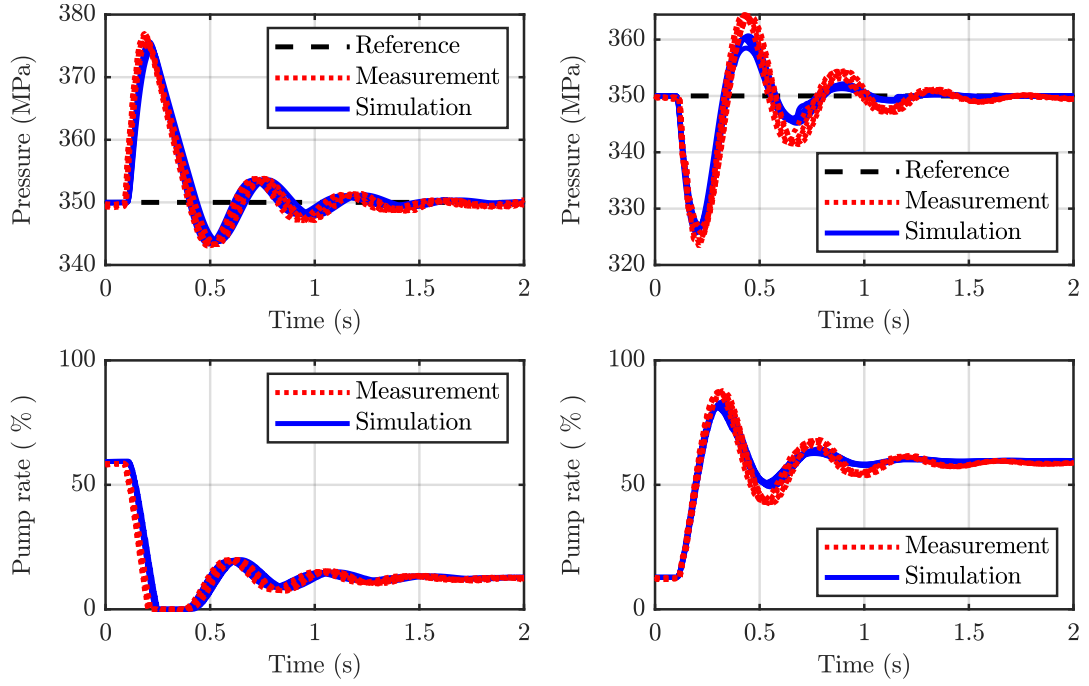 380
370
360
350
340
Pressure (MPa)
Reference
Measurement
Simulation
0
0.5
1
1.5
2
Time (s)
360
350
340
330
320
Pressure (MPa)
Reference
Measurement
Simulation
0
0.5
1
1.5
2
Time (s)
100
50
0
Pump rate ( % )
Measurement
Simulation
0
0.5
1
1.5
2
Time (s)
100
50
0
Pump rate ( % )
Measurement
Simulation
0
0.5
1
1.5
2
Time (s)